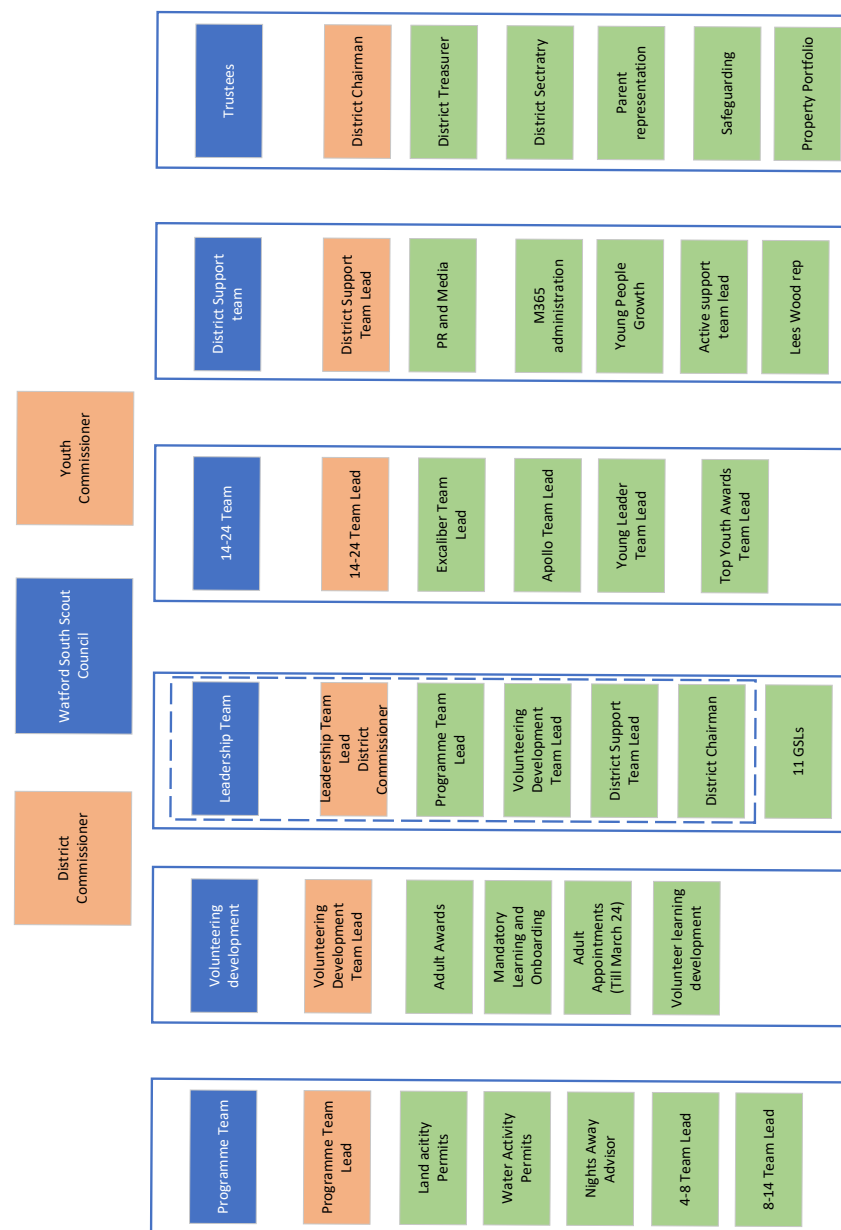 District
Commissioner
Watford South Scout
Council
Youth
Commissioner
Programme Team
Programme Team
Lead
Land acitity
Permits
Water Activity
Permits
Nights Away
Advisor
4-8 Team Lead
8-14 Team Lead
Volunteering
development
Volunteering
Development
Team Lead
Adult Awards
Mandatory
Learning and
Onboarding
Adult
Appointments
(Till March 24)
Volunteer learning
development
Leadership Team
Leadership Team
Lead
District
Commissioner
Programme Team
Lead
Volunteering
Development
Team Lead
District Support
Team Lead
District Chairman
11 GSLs
14-24 Team
14-24 Team Lead
Excaliber Team
Lead
Apollo Team Lead
Young Leader
Team Lead
Top Youth Awards
Team Lead
District Support
team
District Support
Team Lead
PR and Media
M365
administration
Young People
Growth
Active support
team lead
Lees Wood rep
Trustees
District Chairman
District Treasurer
District Sectratry
Parent
representation
Safeguarding
Property Portfolio